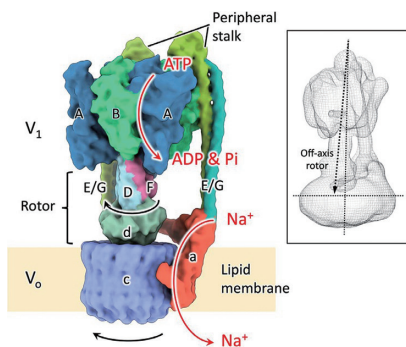 Peripheral
stalk
ATP
A
B
A
V1
ADP & Pi
E/G
D
F
E/G
Rotor
Na⁺
d
a
Vo
c
Lipid
membrane
Na⁺
Off-axis
rotor